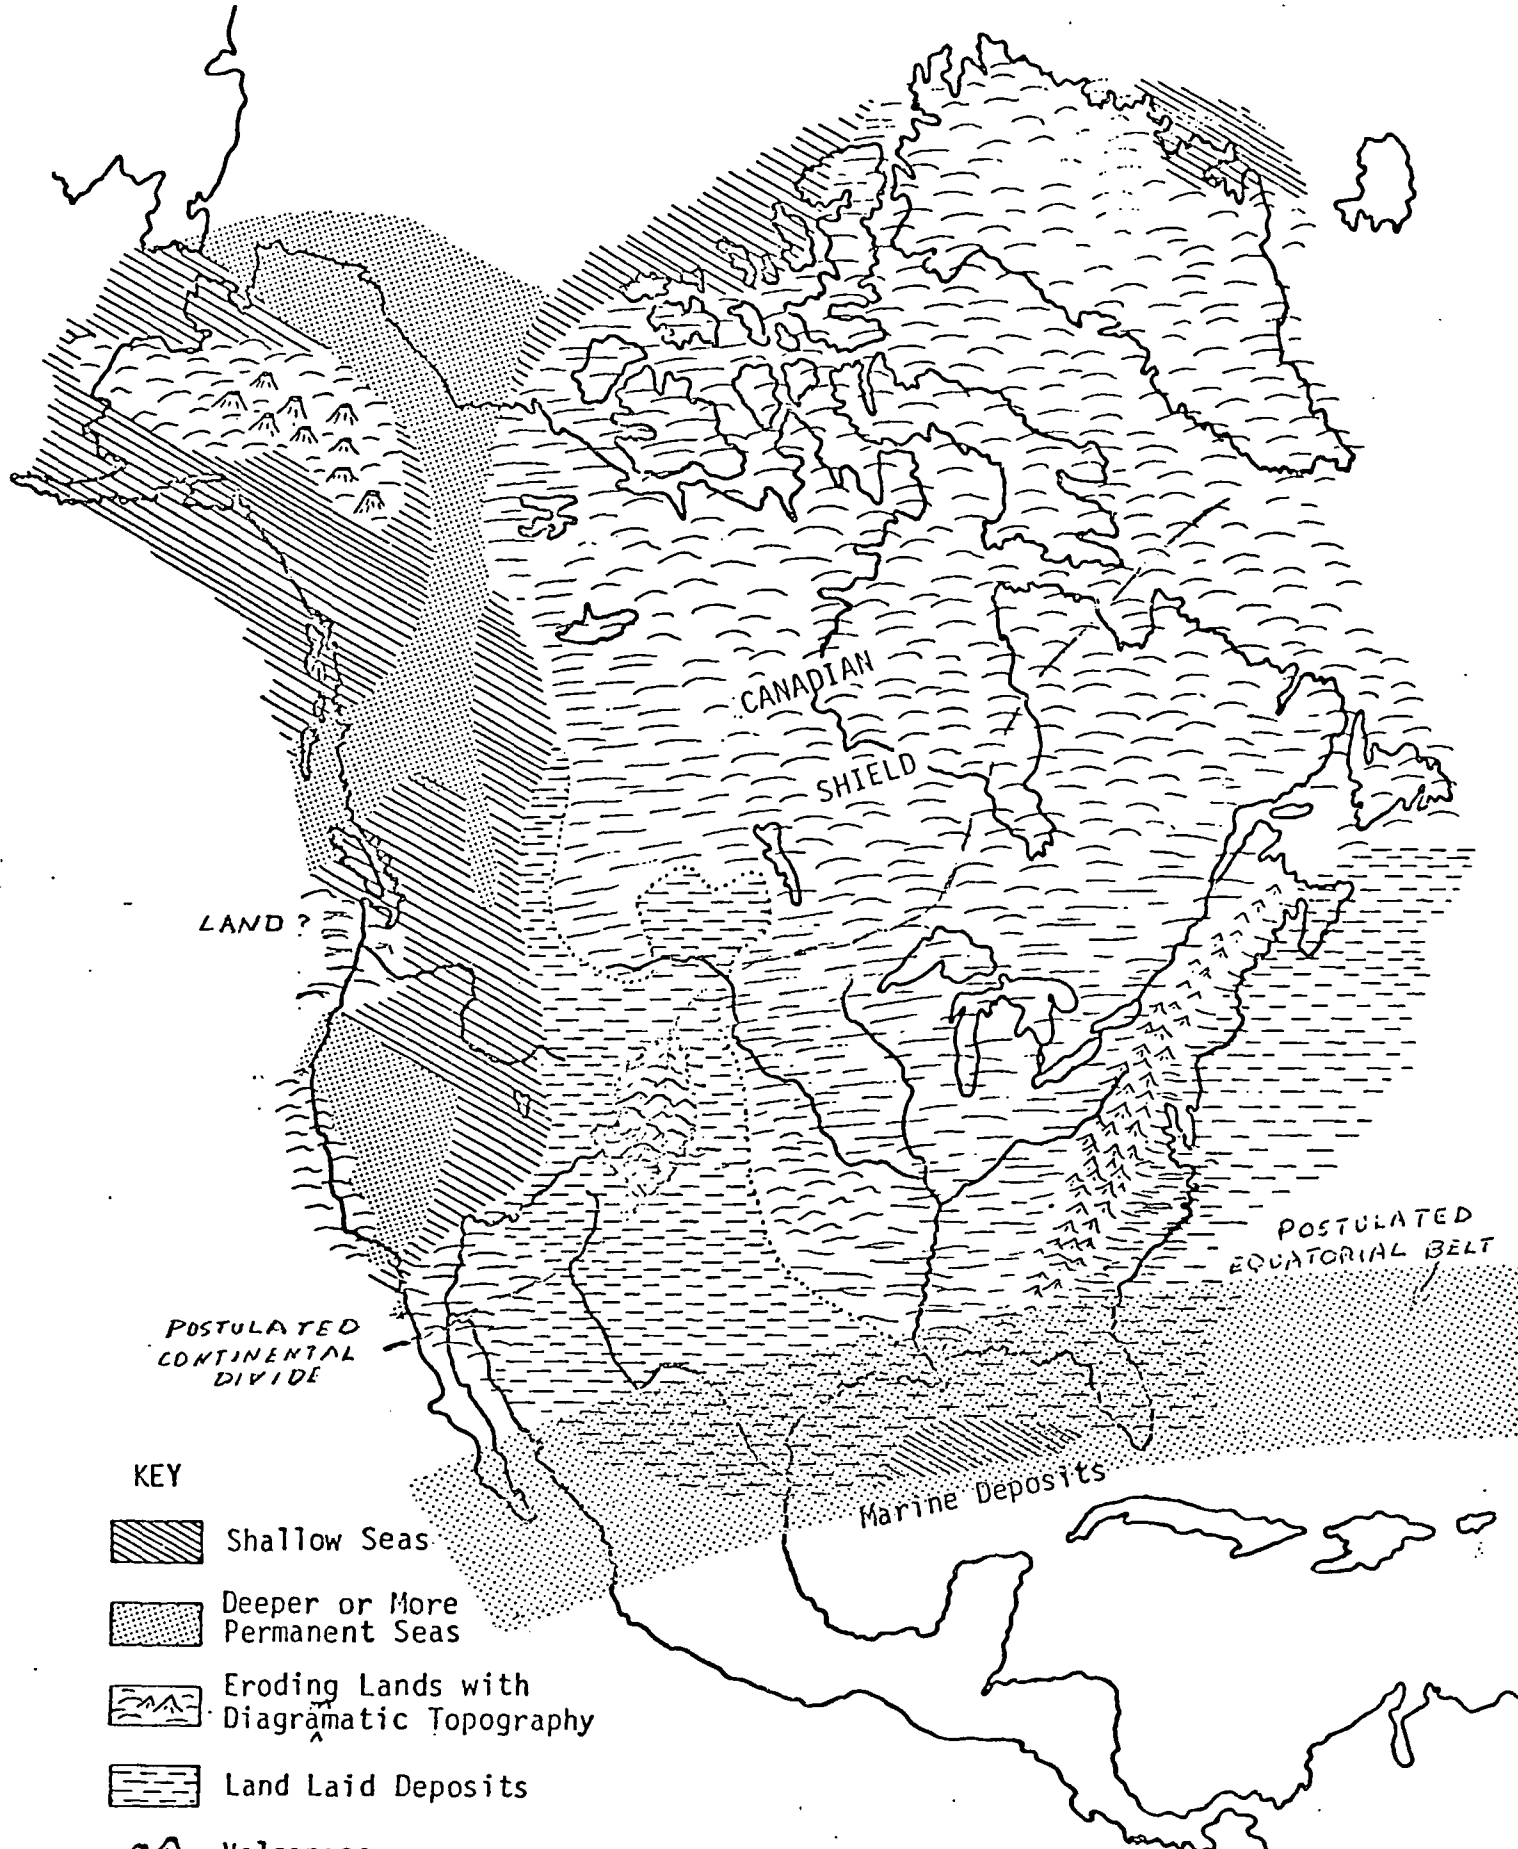 CANADIAN
SHIELD
LAND ?
POSTULATED
EQUATORIAL BELT
POSTULATED
CONTINENTAL
DIVIDE
Marine Deposits
KEY
Shallow Seas
Deeper or More
Permanent Seas
Eroding Lands with
Diagrammatic Topography
Land Laid Deposits